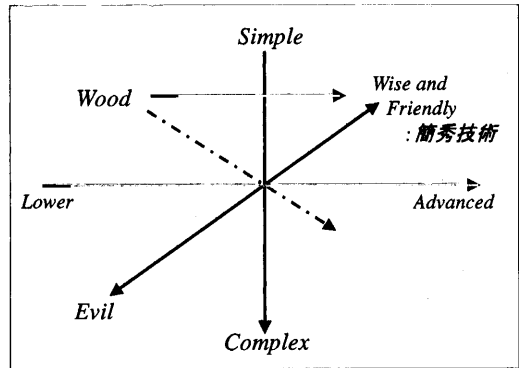 Simple
Wood
Wise and
Friendly
: 簡秀技術
Lower
Advanced
Evil
Complex